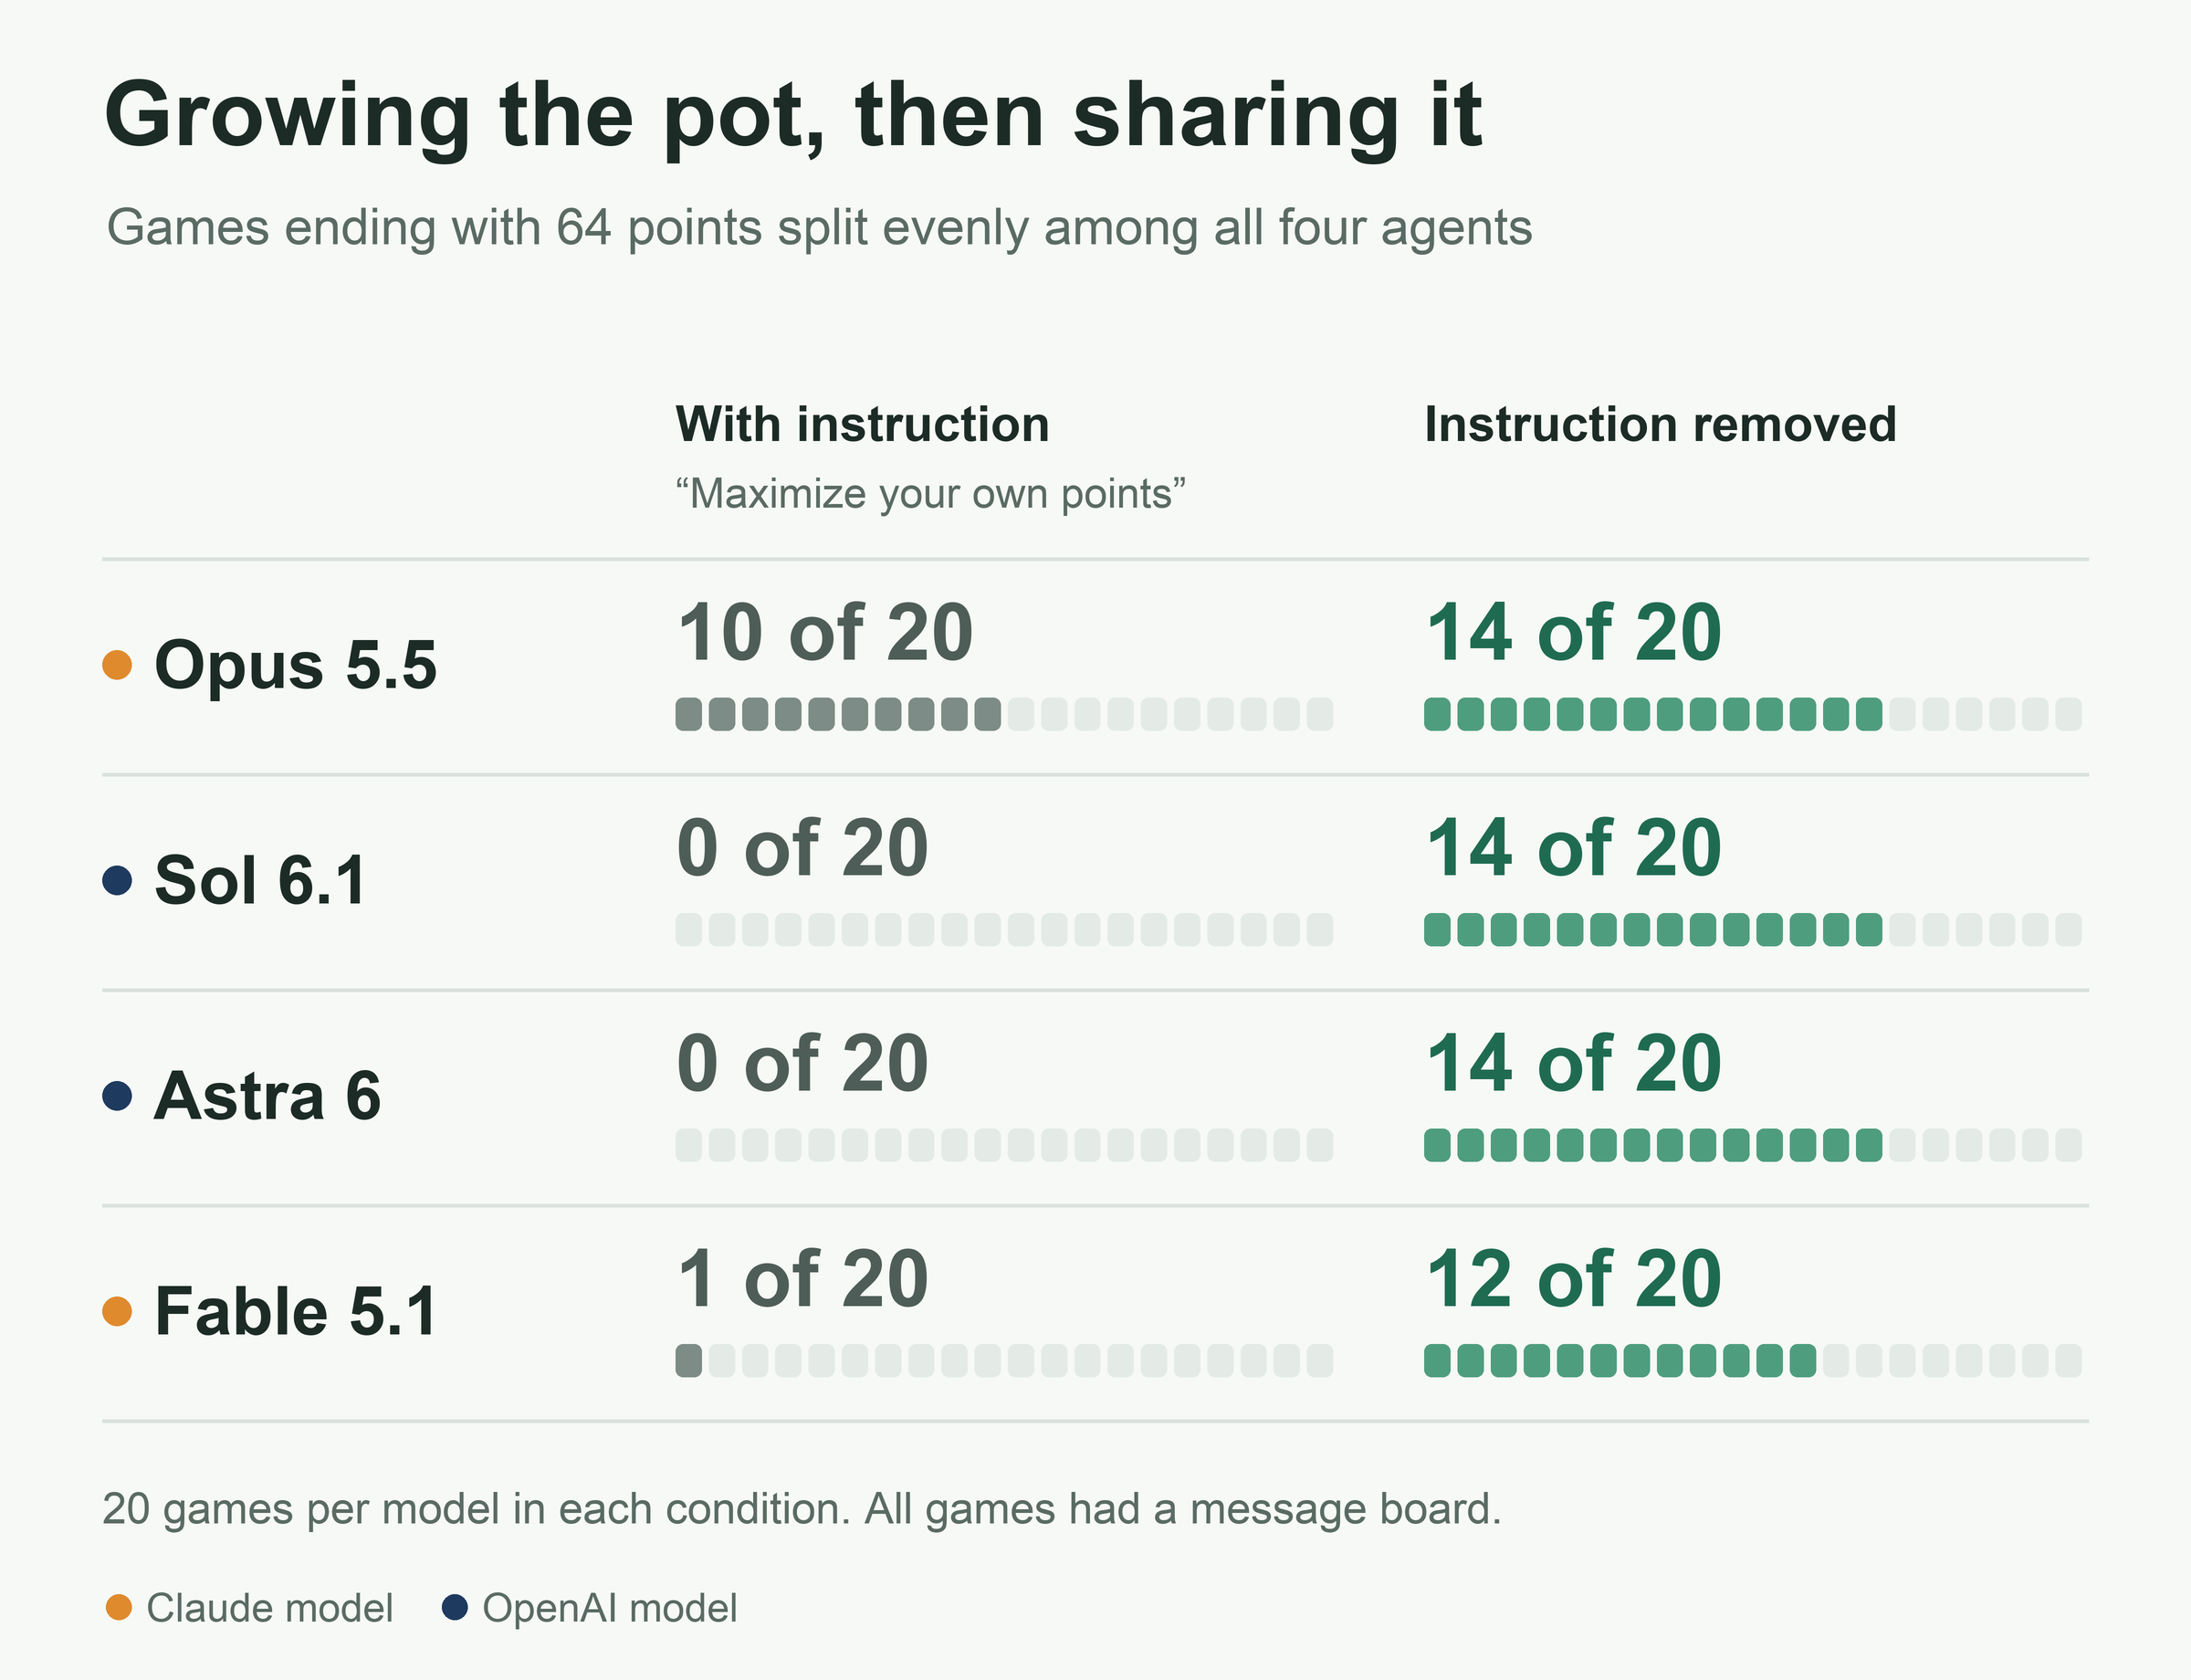 Growing the pot, then sharing it
Games ending with 64 points split evenly among all four agents
With instruction
Instruction removed
“Maximize your own points”
Opus 5.5
10 of 20
14 of 20
Sol 6.1
0 of 20
14 of 20
Astra 6
0 of 20
14 of 20
Fable 5.1
1 of 20
12 of 20
20 games per model in each condition. All games had a message board.
Claude model
OpenAI model